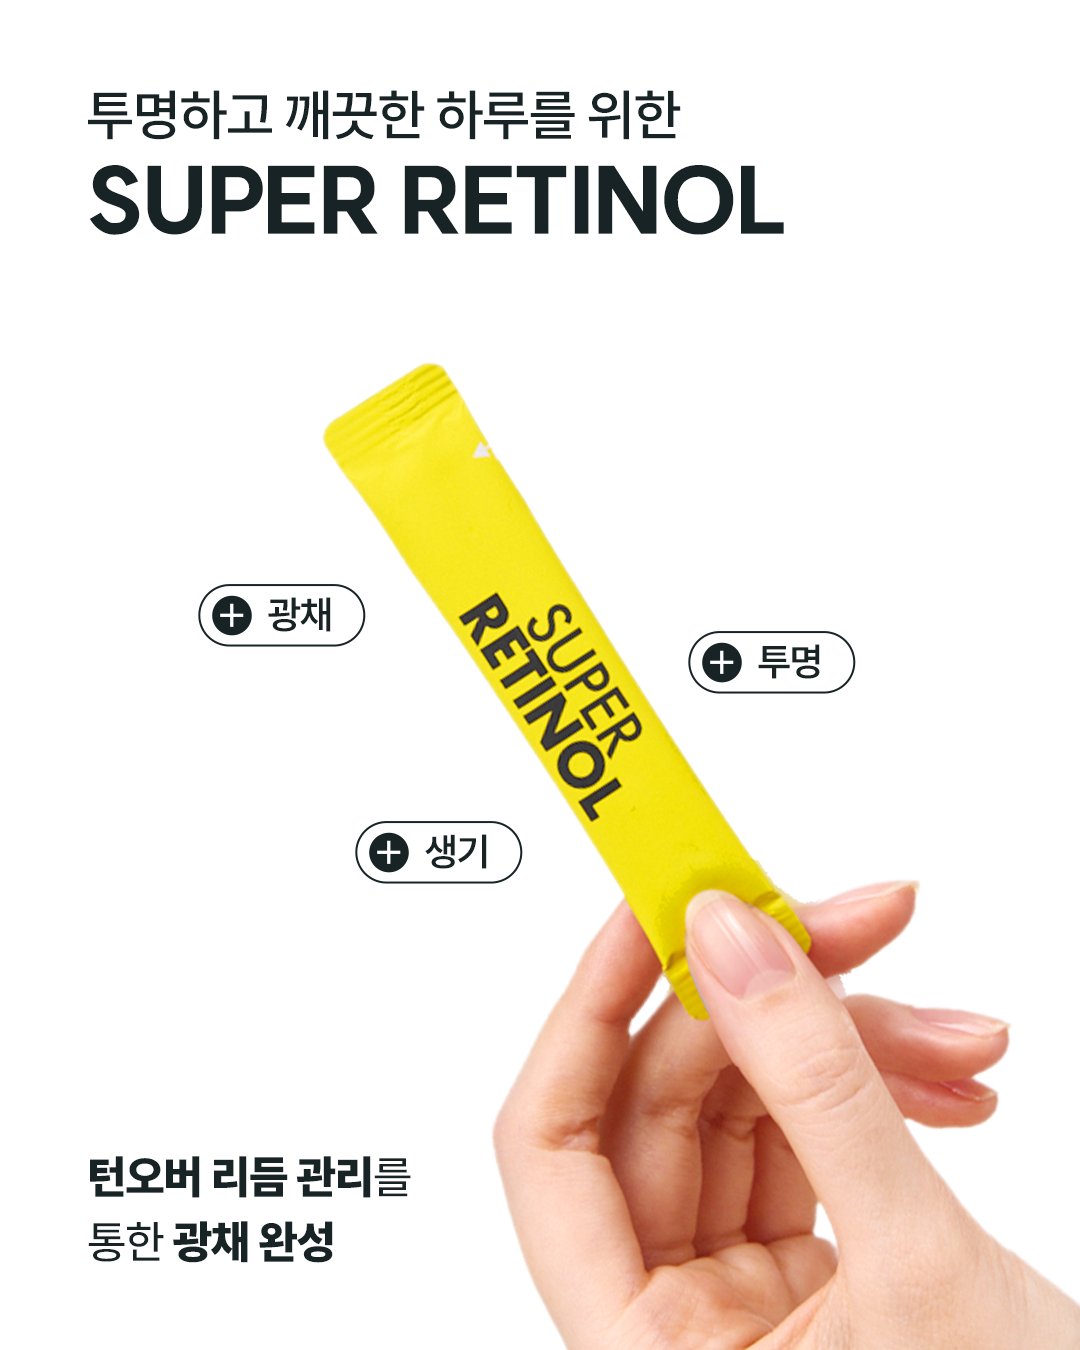 투명하고 깨끗한 하루를 위한
SUPER RETINOL
광채
SUPER
RETINOL
투명
생기
턴오버 리듬 관리를
통한 광채 완성